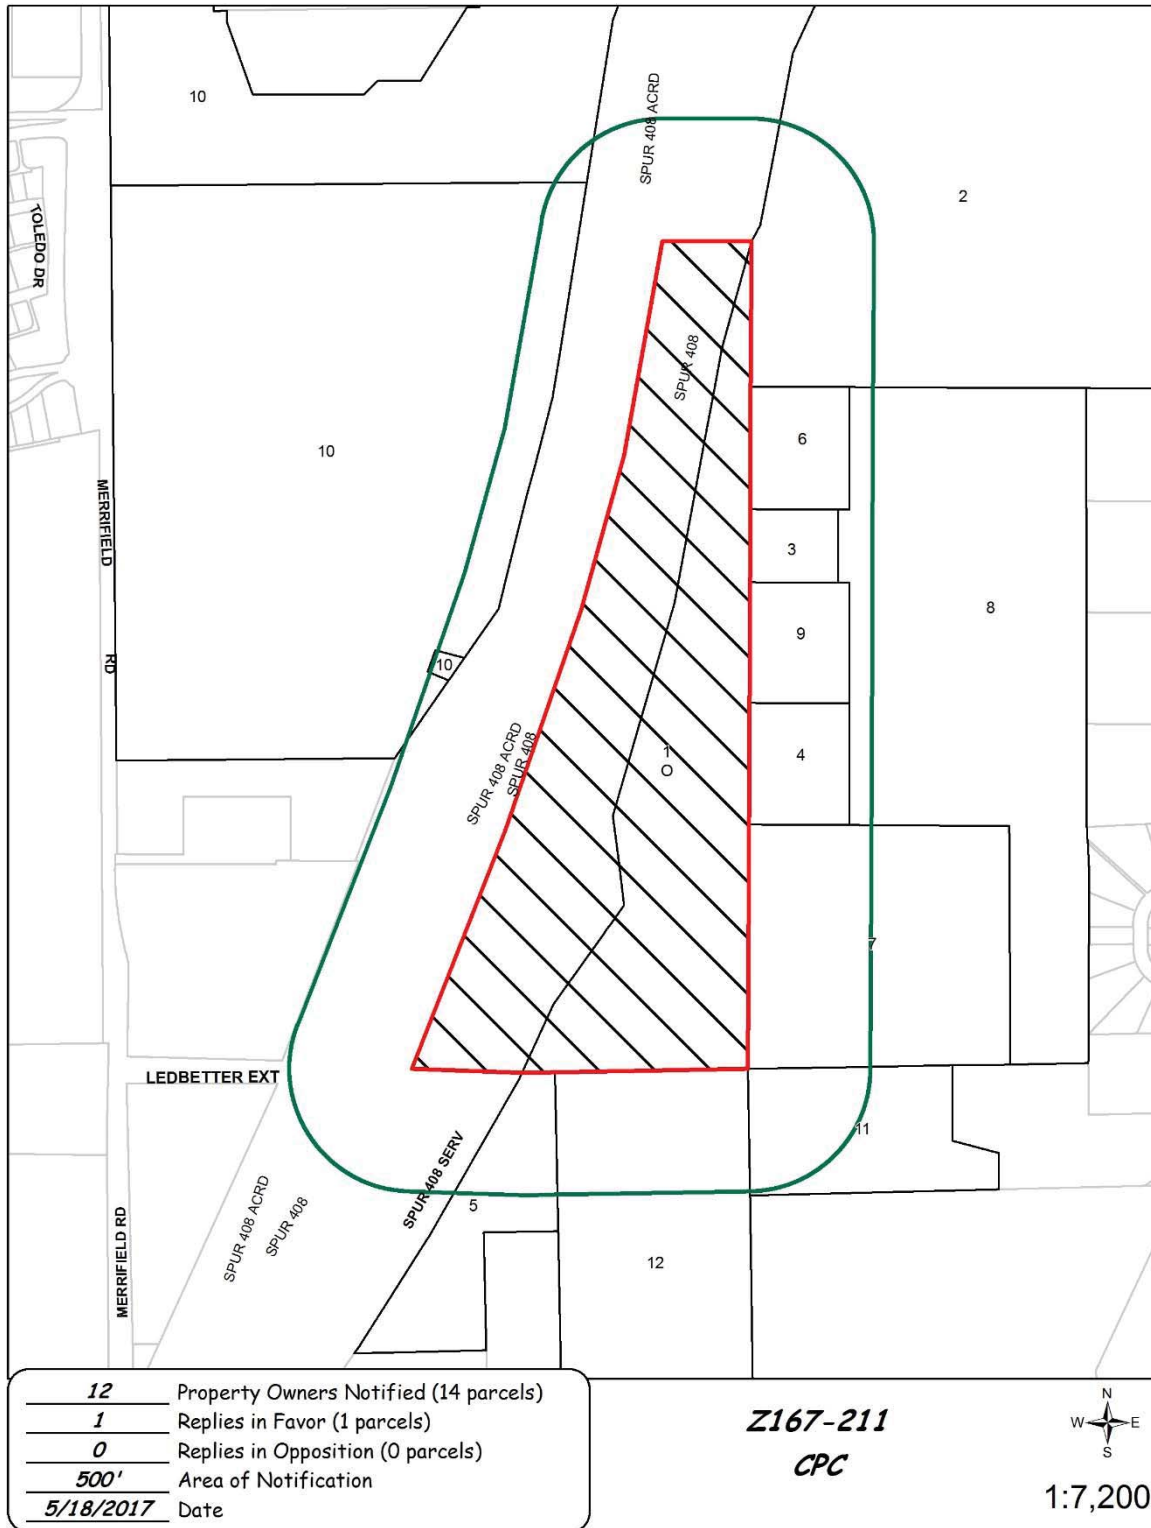 SPUR 408 ACRD
10
2
TOLEDO DR
SPUR 408
6
10
MERRIFIELD
RD
3
8
9
10
SPUR 408 ACRD
SPUR 408
1
O
4
7
LEDBETTER EXT
11
SPUR 408 SERV
5
SPUR 408 ACRD
SPUR 408
MERRIFIELD RD
12
12 Property Owners Notified (14 parcels)
1 Replies in Favor (1 parcels)
0 Replies in Opposition (0 parcels)
500' Area of Notification
5/18/2017 Date
Z167-211
CPC
N
W E
S
1:7,200